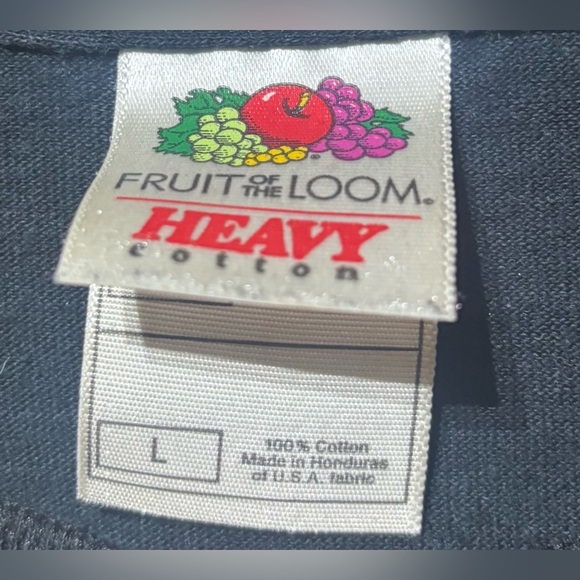 FRUIT OF THE LOOM®
HEAVY
cotton
L
100% Cotton
Made in Honduras
of U.S.A. fabric